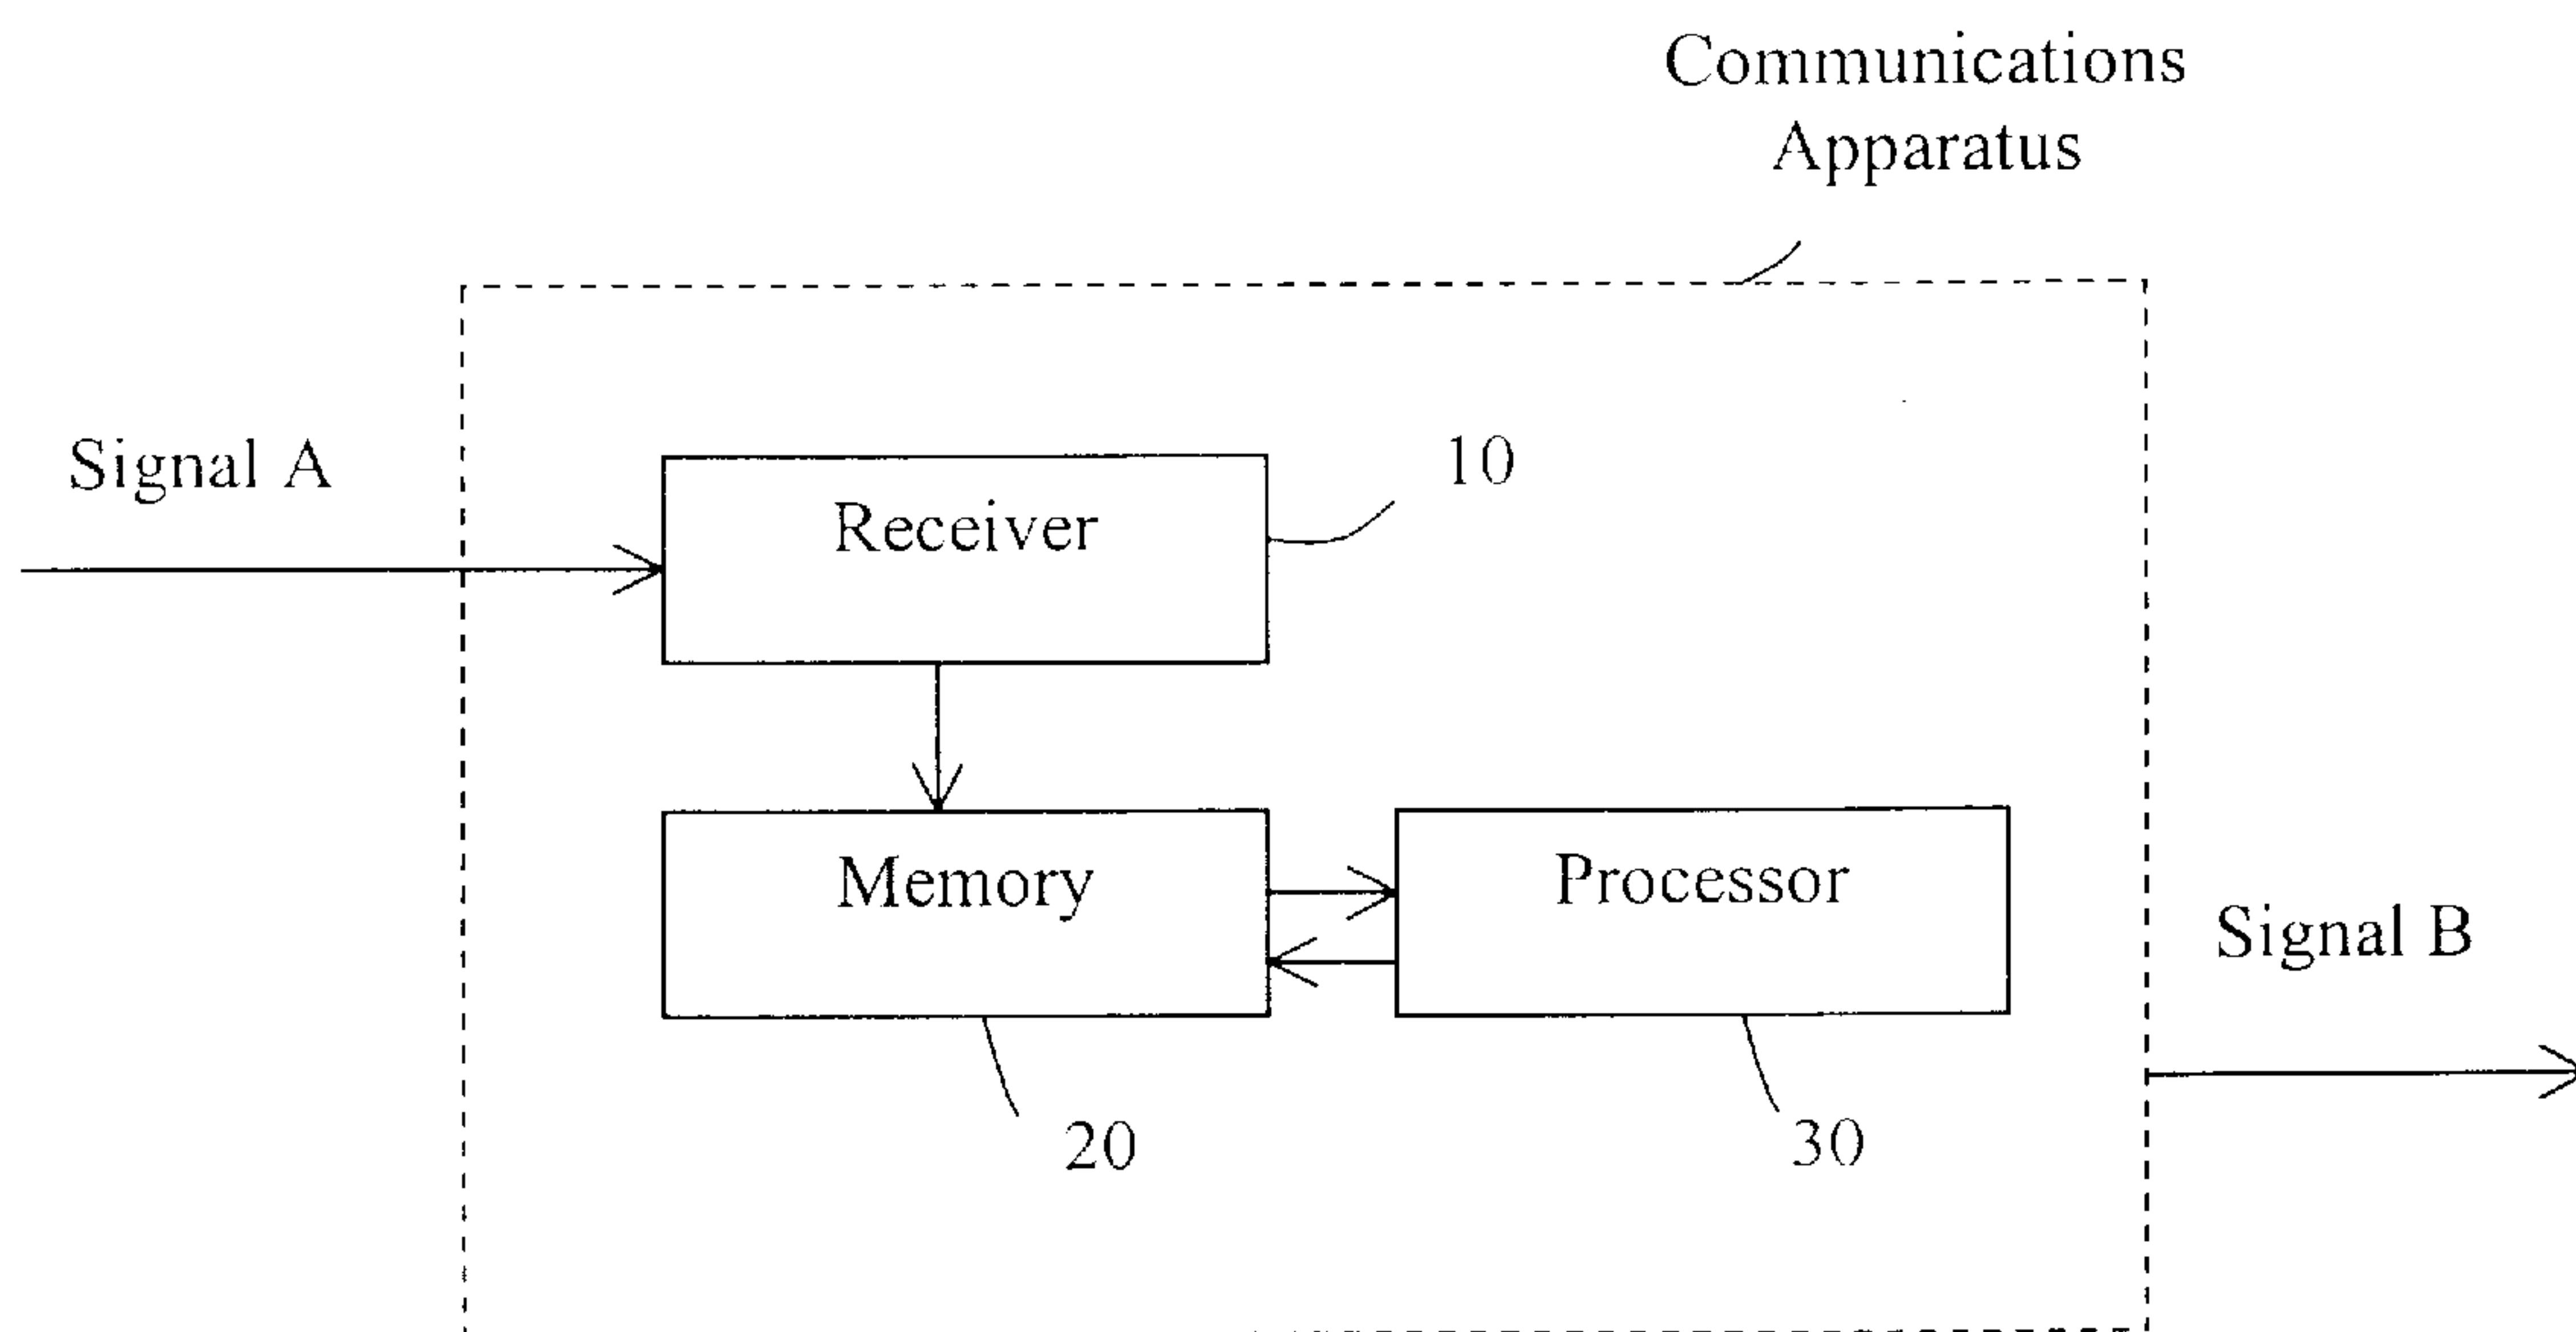 Communications
Apparatus
Signal A
10
Receiver
Memory
Processor
Signal B
20
30